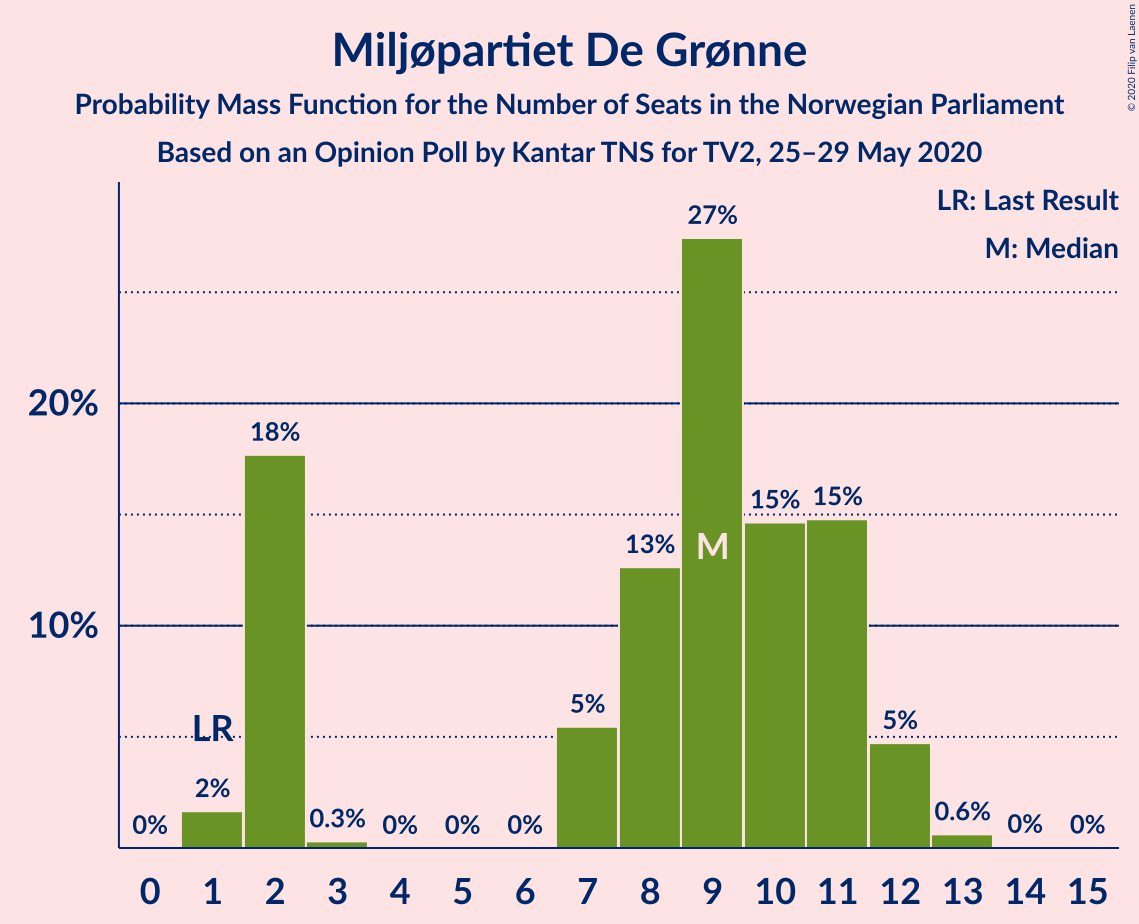 Miljøpartiet De Grønne
Probability Mass Function for the Number of Seats in the Norwegian Parliament
Based on an Opinion Poll by Kantar TNS for TV2, 25–29 May 2020
© 2020 Filip van Laenen
LR: Last Result
M: Median
20%
10%
0%
LR
2%
18%
0.3%
0%
0%
0%
5%
13%
27%
M
15%
15%
5%
0.6%
0%
0%
0 1 2 3 4 5 6 7 8 9 10 11 12 13 14 15